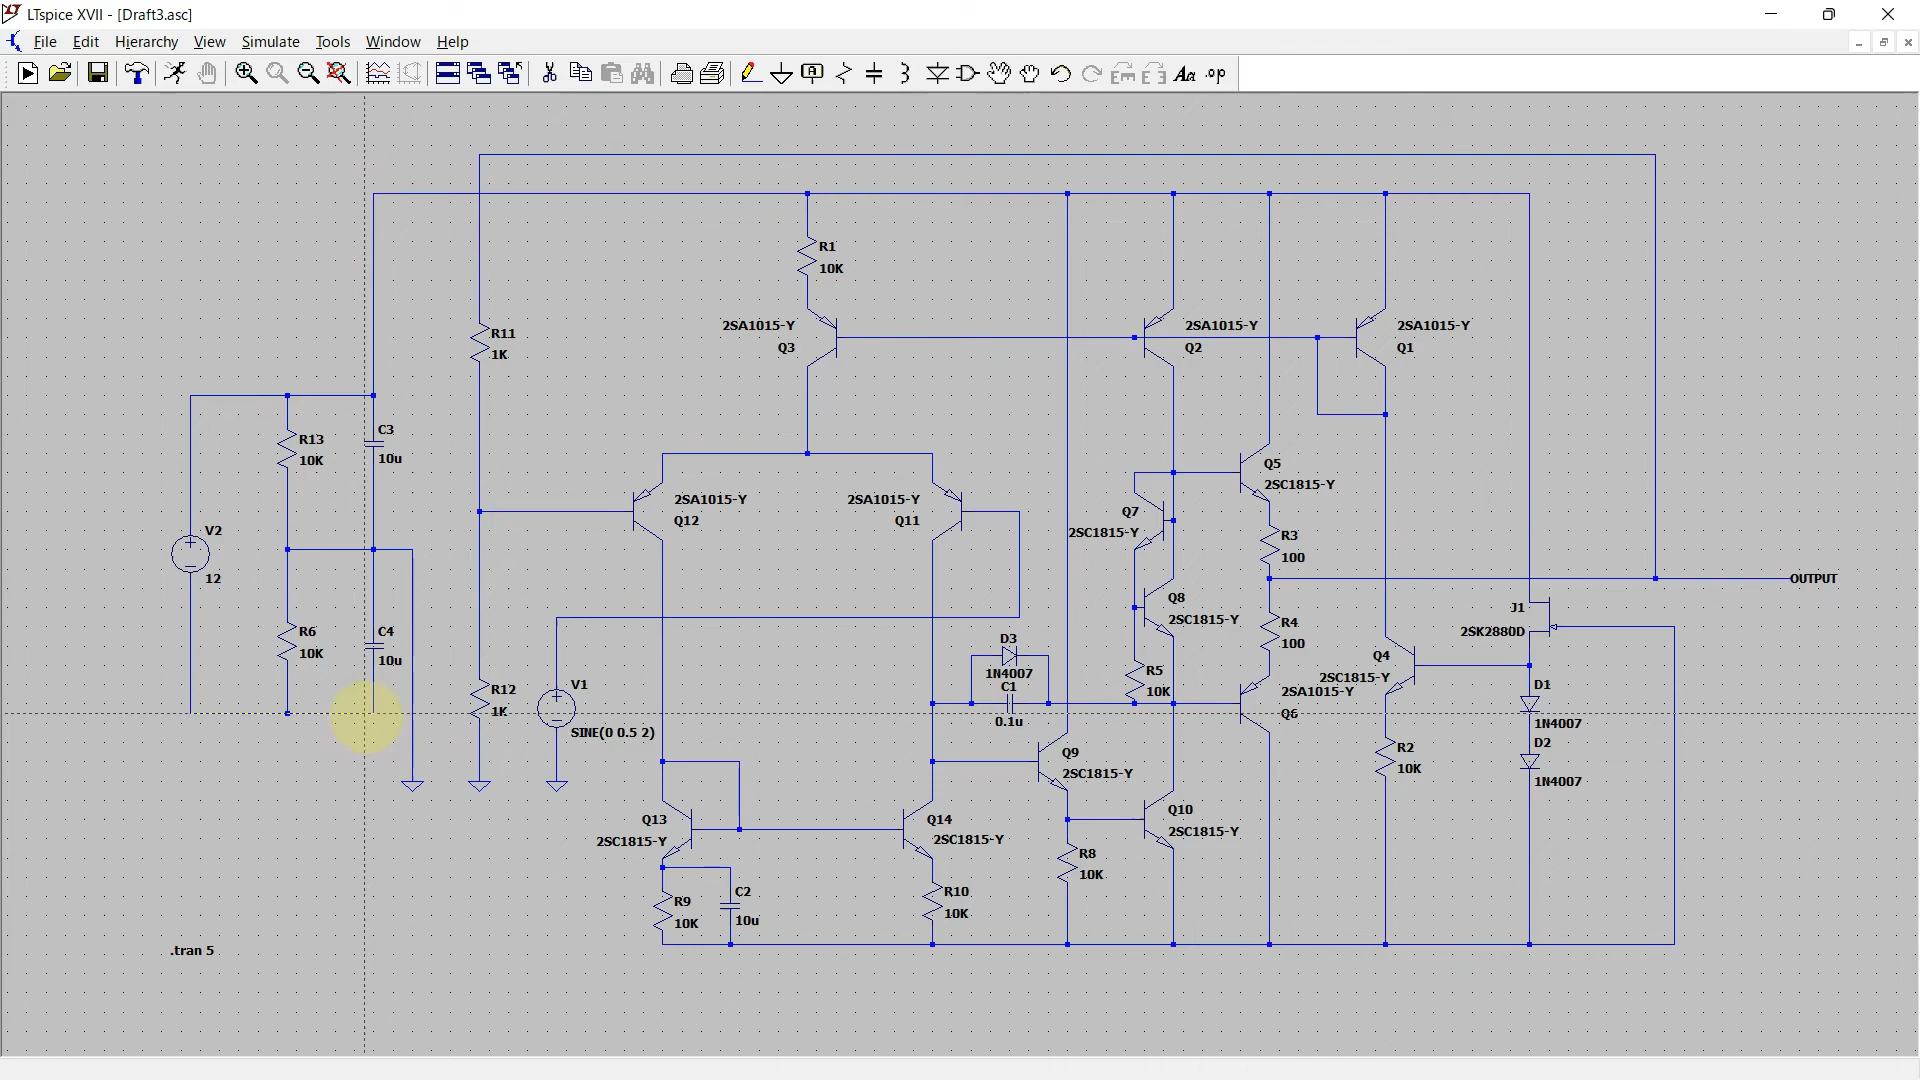 LTspice XVII - [Draft3.asc]
File Edit Hierarchy View Simulate Tools Window Help
A
Aa .op
R1
10K
2SA1015-Y
Q3
2SA1015-Y
Q2
2SA1015-Y
Q1
R11
1K
R13
10K
C3
10u
V2
12
2SA1015-Y
Q12
2SA1015-Y
Q11
Q5
2SC1815-Y
Q7
2SC1815-Y
R3
100
OUTPUT
Q8
2SC1815-Y
J1
2SK2880D
R6
10K
C4
10u
D3
1N4007
C1
0.1u
R4
100
R5
10K
2SA1015-Y
Q6
Q4
2SC1815-Y
D1
1N4007
D2
1N4007
R12
1K
V1
SINE(0 0.5 2)
Q9
2SC1815-Y
R2
10K
Q13
2SC1815-Y
Q14
2SC1815-Y
Q10
2SC1815-Y
R8
10K
R9
10K
C2
10u
R10
10K
.tran 5